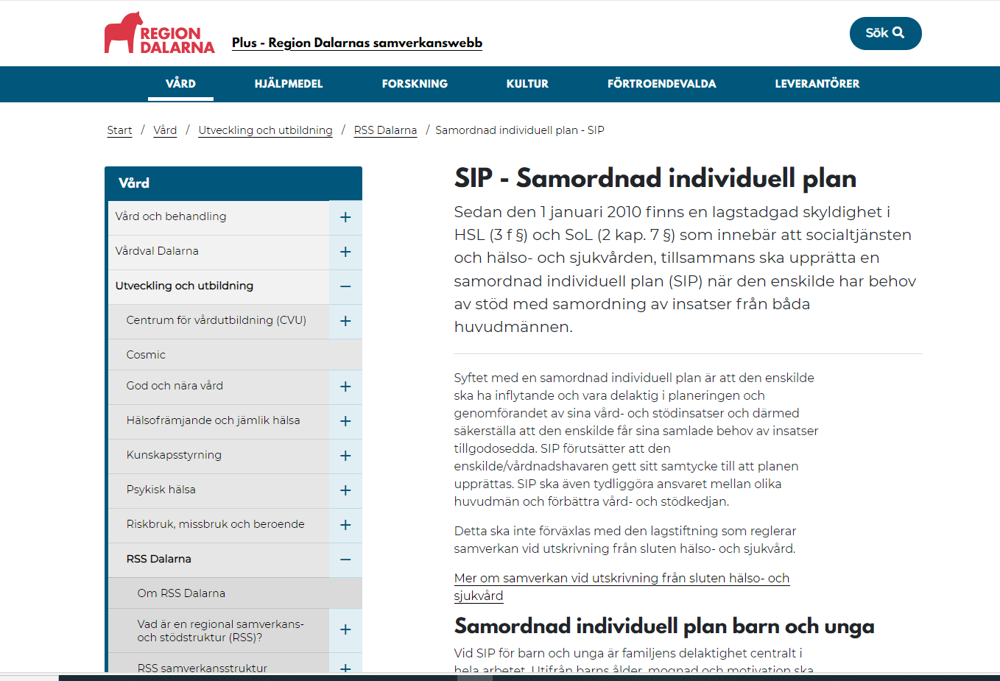 REGION
DALARNA
Plus - Region Dalarnas samverkanswebb
Sök
VÅRD HJÄLPMEDEL FORSKNING KULTUR FÖRTROENDEVALDA LEVERANTÖRER
Start / Vård / Utveckling och utbildning / RSS Dalarna / Samordnad individuell plan - SIP
Vård
Vård och behandling
Vårdval Dalarna
Utveckling och utbildning
Centrum för vårdutbildning (CVU)
Cosmic
God och nära vård
Hälsofrämjande och jämlik hälsa
Kunskapsstyrning
Psykisk hälsa
Riskbruk, missbruk och beroende
RSS Dalarna
Om RSS Dalarna
Vad är en regional samverkans-
och stödstruktur (RSS)?
RSS samverkansstruktur
SIP - Samordnad individuell plan
Sedan den 1 januari 2010 finns en lagstadgad skyldighet i
HSL (3 f §) och SoL (2 kap. 7 §) som innebär att socialtjänsten
och hälso- och sjukvården, tillsammans ska upprätta en
samordnad individuell plan (SIP) när den enskilde har behov
av stöd med samordning av insatser från båda
huvudmännen.
Syftet med en samordnad individuell plan är att den enskilde
ska ha inflytande och vara delaktig i planeringen och
genomförandet av sina vård- och stödinsatser och därmed
säkerställa att den enskilde får sina samlade behov av insatser
tillgodosedda. SIP förutsätter att den
enskilde/vårdnadshavaren gett sitt samtycke till att planen
upprättas. SIP ska även tydliggöra ansvaret mellan olika
huvudmän och förbättra vård- och stödkedjan.
Detta ska inte förväxlas med den lagstiftning som reglerar
samverkan vid utskrivning från sluten hälso- och sjukvård.
Mer om samverkan vid utskrivning från sluten hälso- och
sjukvård
Samordnad individuell plan barn och unga
Vid SIP för barn och unga är familjens delaktighet centralt i
hela arbetet. Utifrån barns ålder, mognad och motivation ska